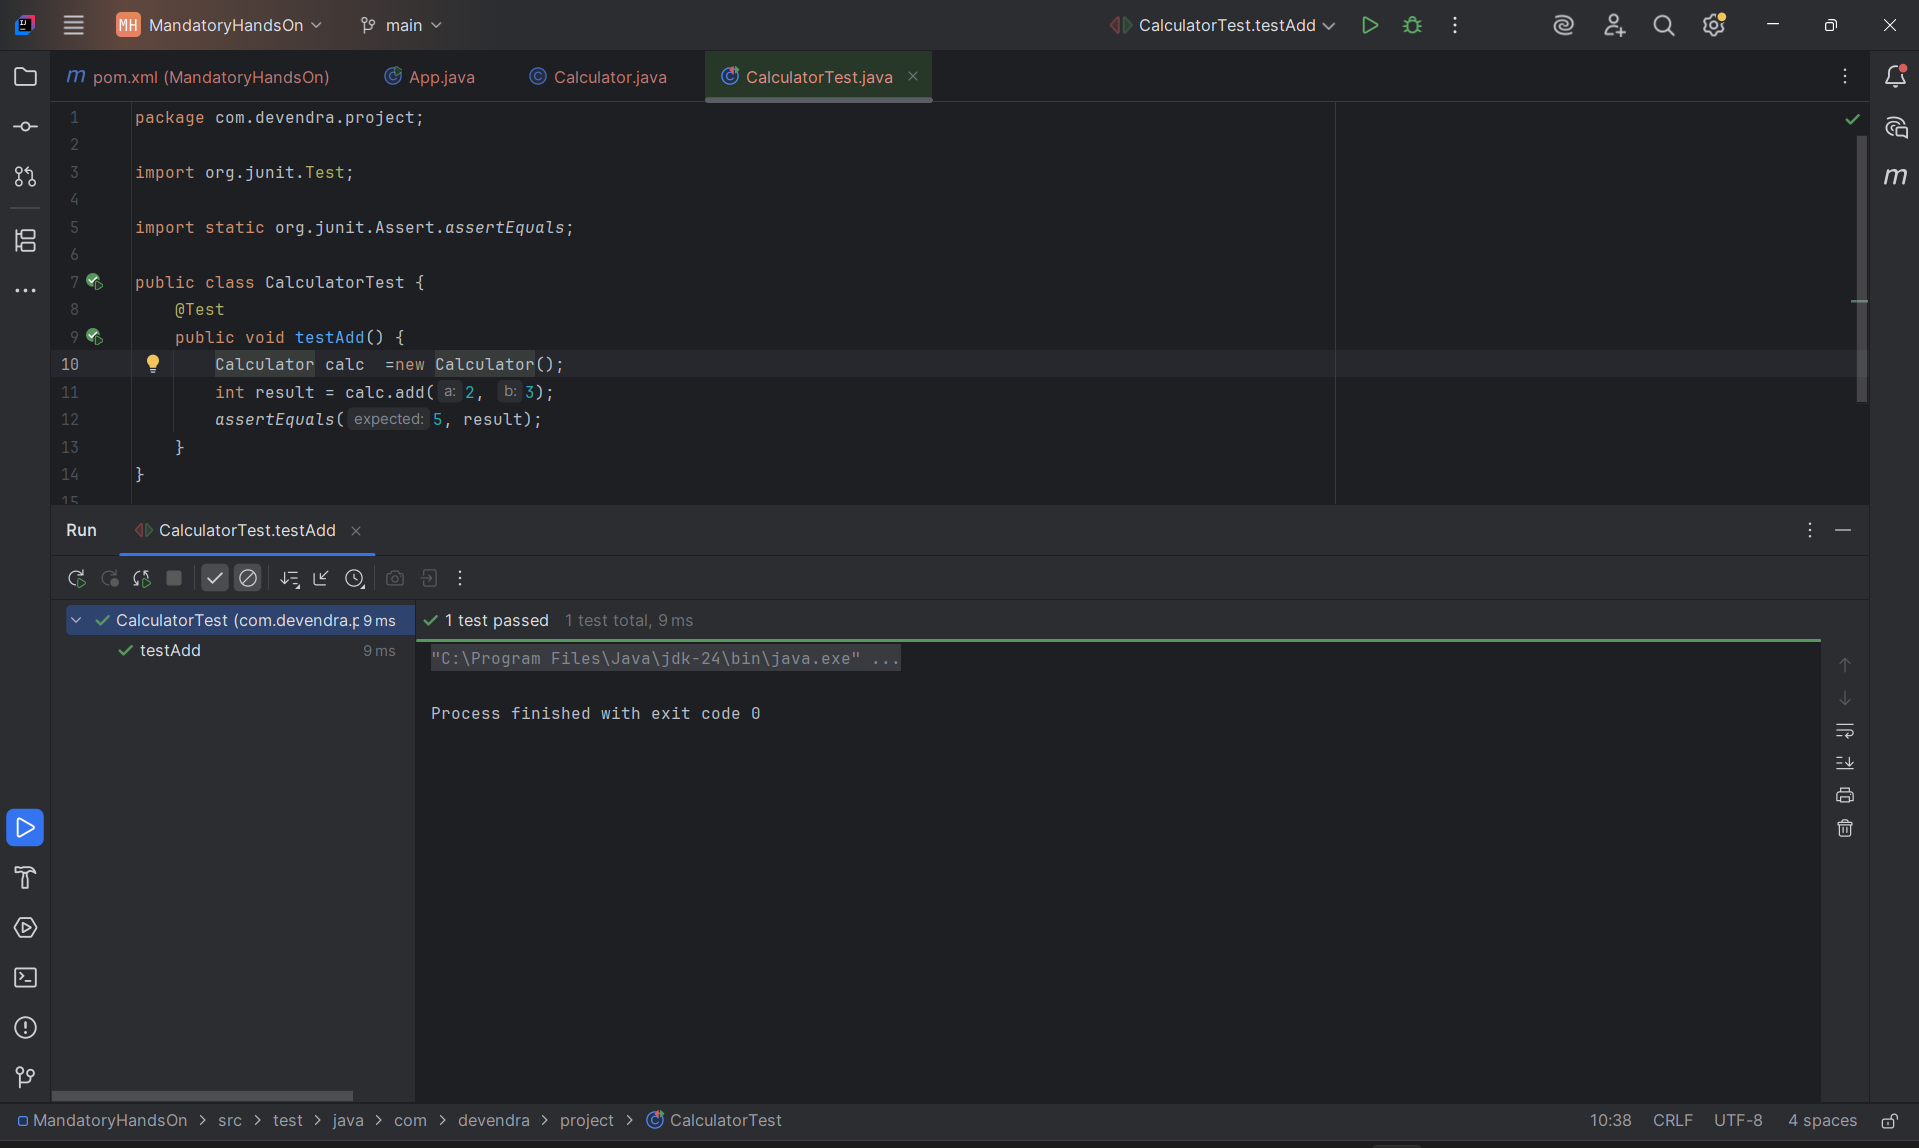 MH MandatoryHandsOn main CalculatorTest.testAdd
m pom.xml (MandatoryHandsOn) App.java Calculator.java CalculatorTest.java
1 package com.devendra.project;
2
3 import org.junit.Test;
4
5 import static org.junit.Assert.assertEquals;
6
7 public class CalculatorTest {
8 @Test
9 public void testAdd() {
10 Calculator calc  =new Calculator();
11 int result = calc.add( a: 2, b: 3);
12 assertEquals( expected: 5, result);
13 }
14 }
15
Run CalculatorTest.testAdd
CalculatorTest (com.devendra.p 9 ms
testAdd 9 ms
1 test passed 1 test total, 9 ms
"C:\Program Files\Java\jdk-24\bin\java.exe" ...
Process finished with exit code 0
MandatoryHandsOn > src > test > java > com > devendra > project > CalculatorTest 10:38 CRLF UTF-8 4 spaces